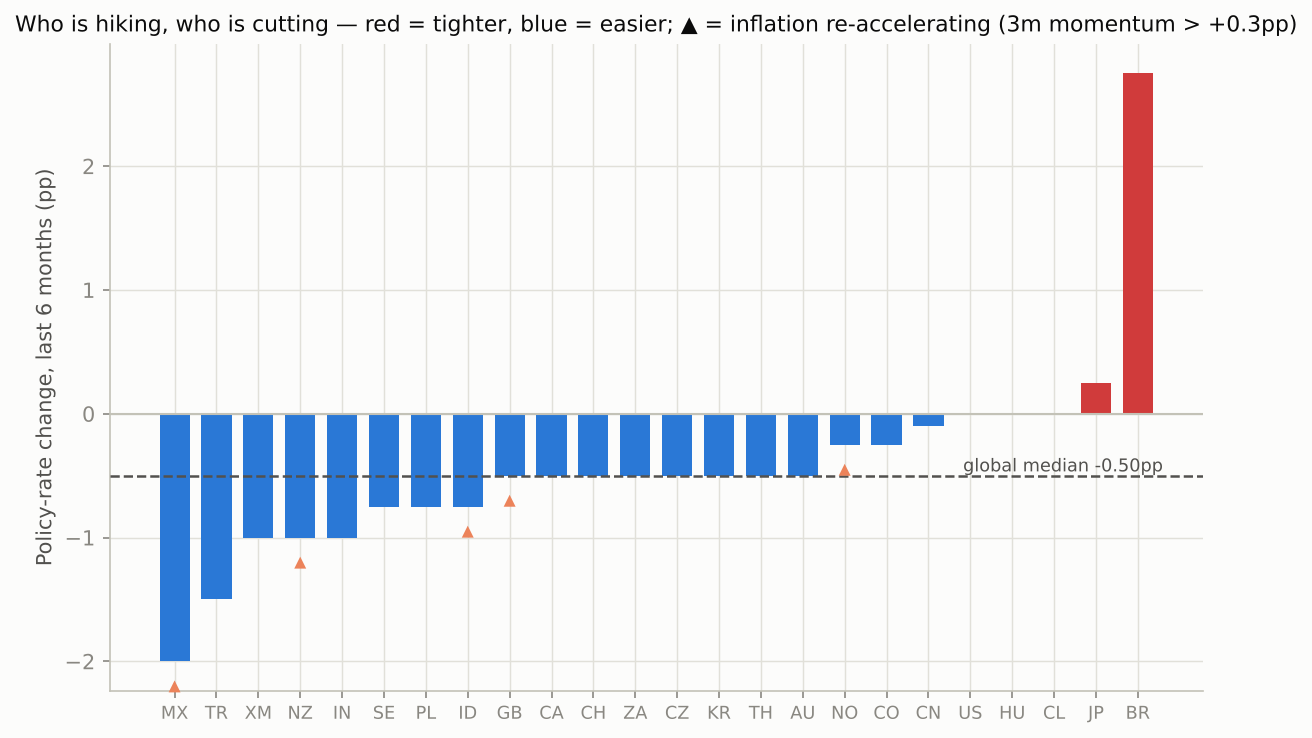 Who is hiking, who is cutting — red = tighter, blue = easier; ▲ = inflation re-accelerating (3m momentum > +0.3pp)
Policy-rate change, last 6 months (pp)
2
1
0
−1
−2
global median -0.50pp
MX TR XM NZ IN SE PL ID GB CA CH ZA CZ KR TH AU NO CO CN US HU CL JP BR